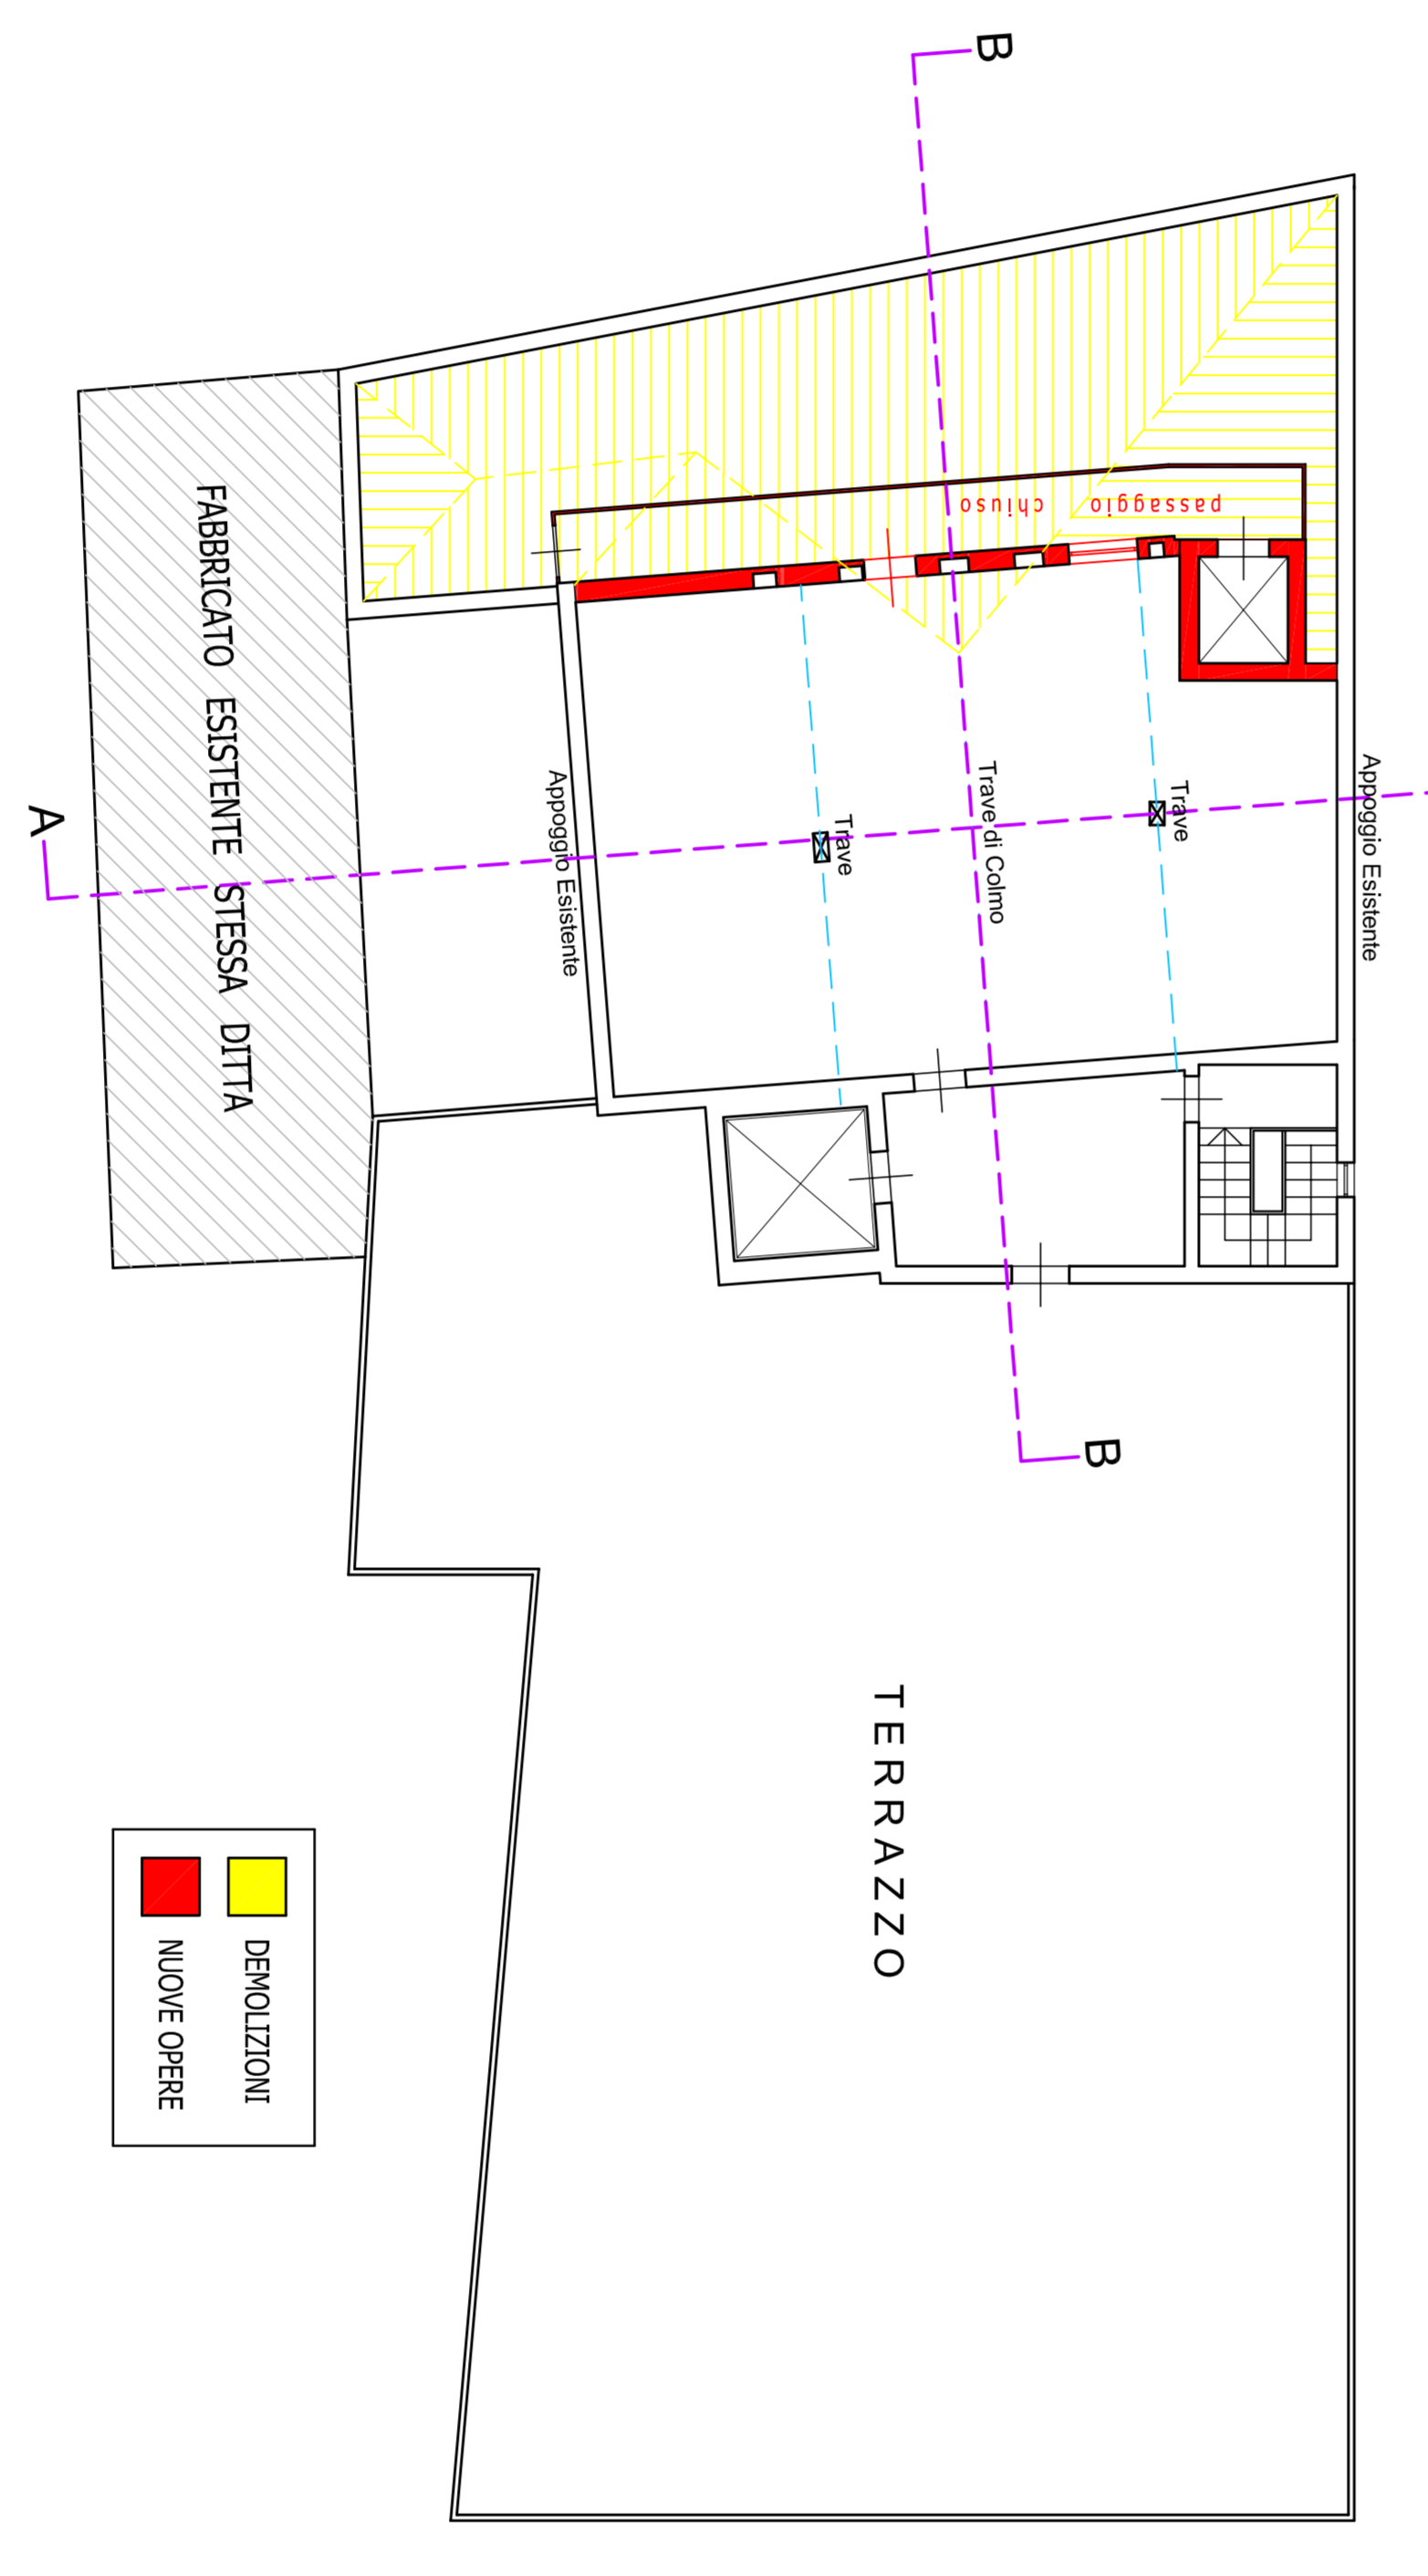 B
passaggio chiuso
FABBRICATO ESISTENTE STESSA DITTA
Appoggio Esistente
Trave
Trave di Colmo
Trave
Appoggio Esistente
A
B
TERRAZZO
DEMOLIZIONI
NUOVE OPERE